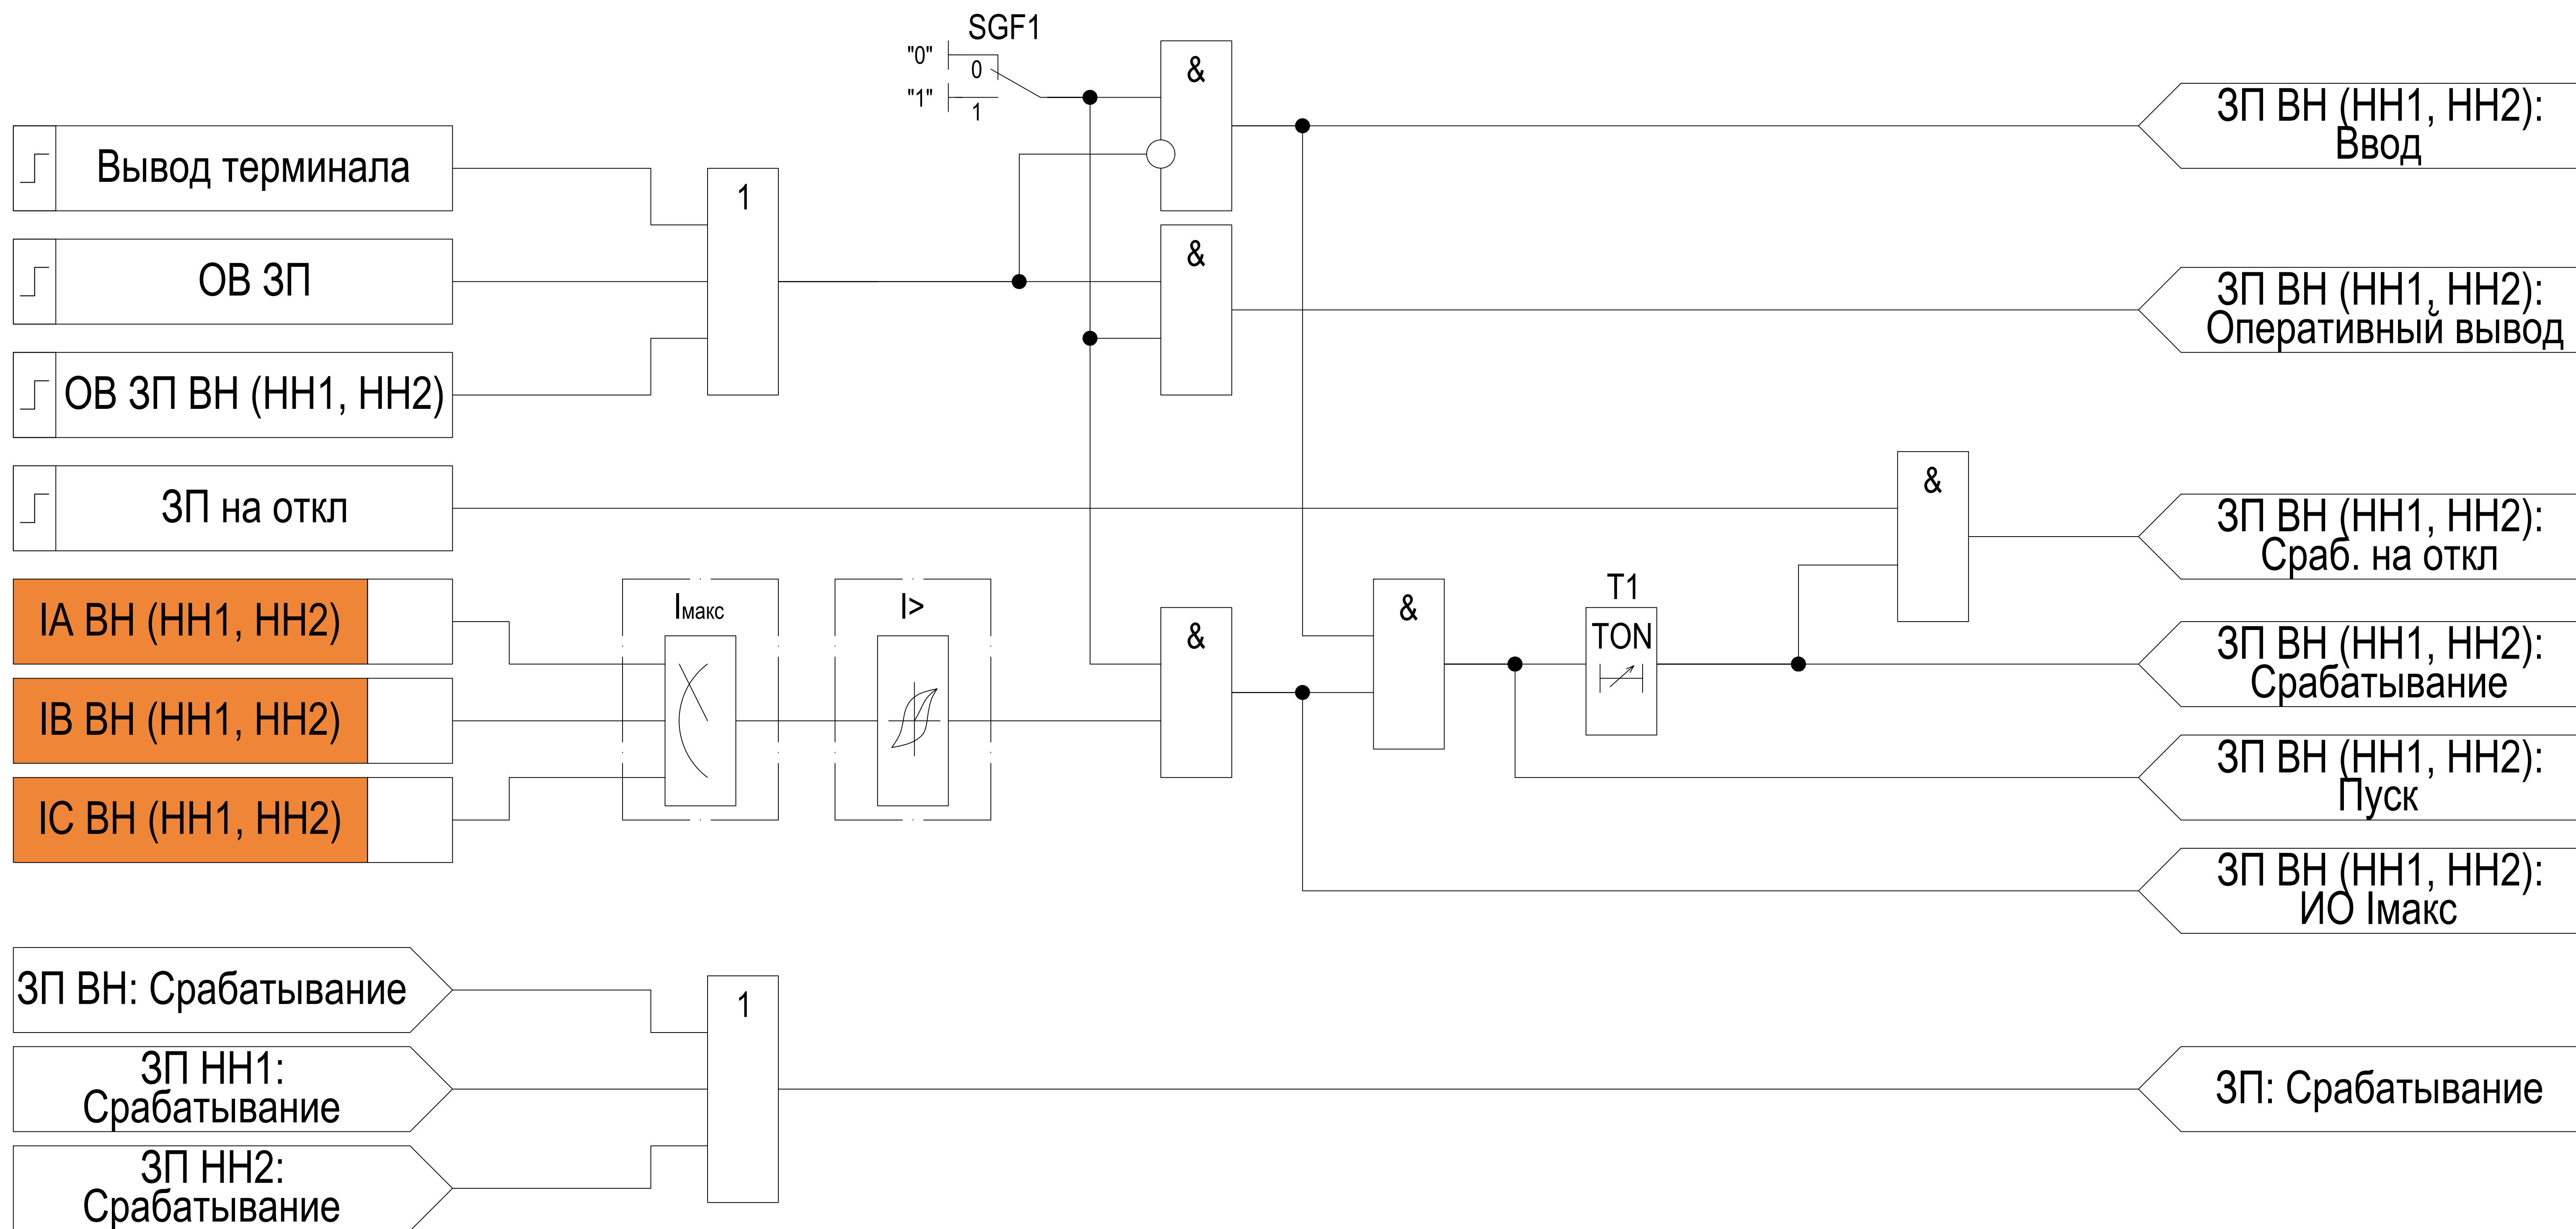 SGF1
"0"
0
"1"
1
&
ЗП ВН (НН1, НН2):
Ввод
Вывод терминала
1
ОВ ЗП
&
ЗП ВН (НН1, НН2):
Оперативный вывод
ОВ ЗП ВН (НН1, НН2)
ЗП на откл
&
ЗП ВН (НН1, НН2):
Сраб. на откл
IA ВН (НН1, НН2)
Iмакс
I>
&
&
T1
TON
ЗП ВН (НН1, НН2):
Срабатывание
IB ВН (НН1, НН2)
ЗП ВН (НН1, НН2):
Пуск
IC ВН (НН1, НН2)
ЗП ВН (НН1, НН2):
ИО Iмакс
ЗП ВН: Срабатывание
1
ЗП НН1:
Срабатывание
ЗП: Срабатывание
ЗП НН2:
Срабатывание